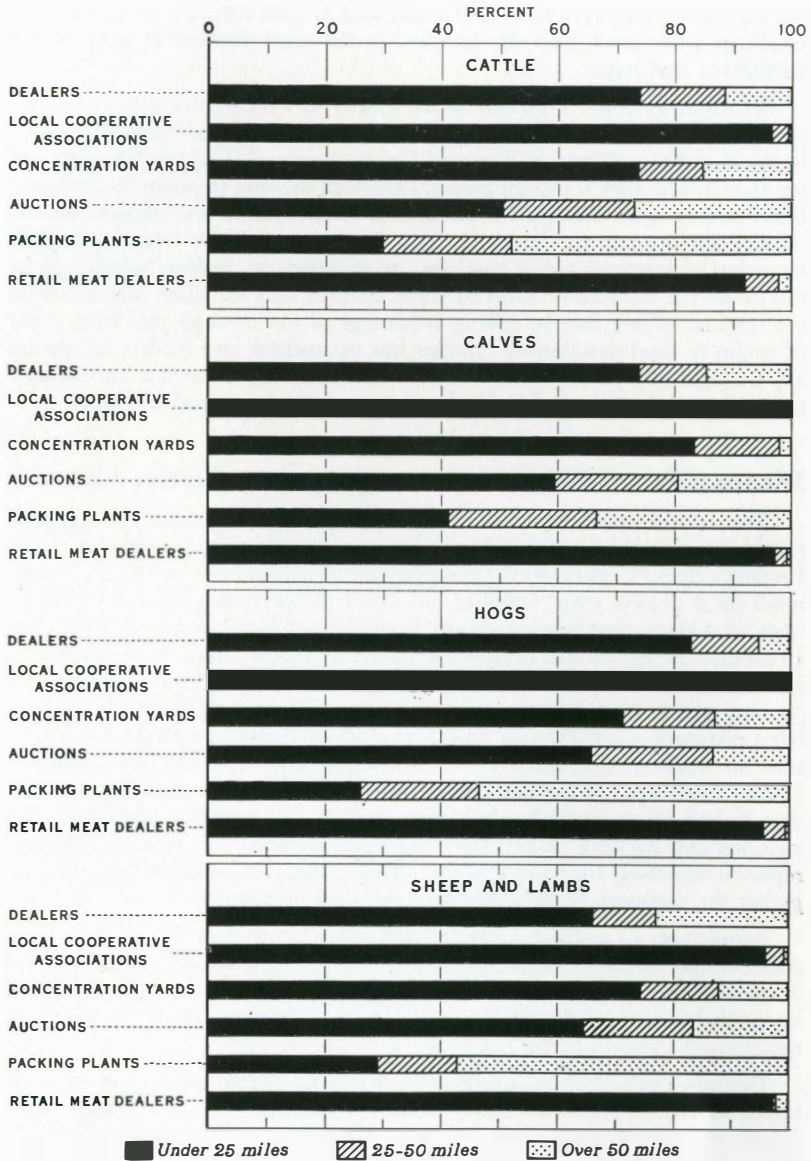 PERCENT
0 20 40 60 80 100
CATTLE
DEALERS
LOCAL COOPERATIVE
ASSOCIATIONS
CONCENTRATION YARDS
AUCTIONS
PACKING PLANTS
RETAIL MEAT DEALERS
CALVES
DEALERS
LOCAL COOPERATIVE
ASSOCIATIONS
CONCENTRATION YARDS
AUCTIONS
PACKING PLANTS
RETAIL MEAT DEALERS
HOGS
DEALERS
LOCAL COOPERATIVE
ASSOCIATIONS
CONCENTRATION YARDS
AUCTIONS
PACKING PLANTS
RETAIL MEAT DEALERS
SHEEP AND LAMBS
DEALERS
LOCAL COOPERATIVE
ASSOCIATIONS
CONCENTRATION YARDS
AUCTIONS
PACKING PLANTS
RETAIL MEAT DEALERS
Under 25 miles 25-50 miles Over 50 miles